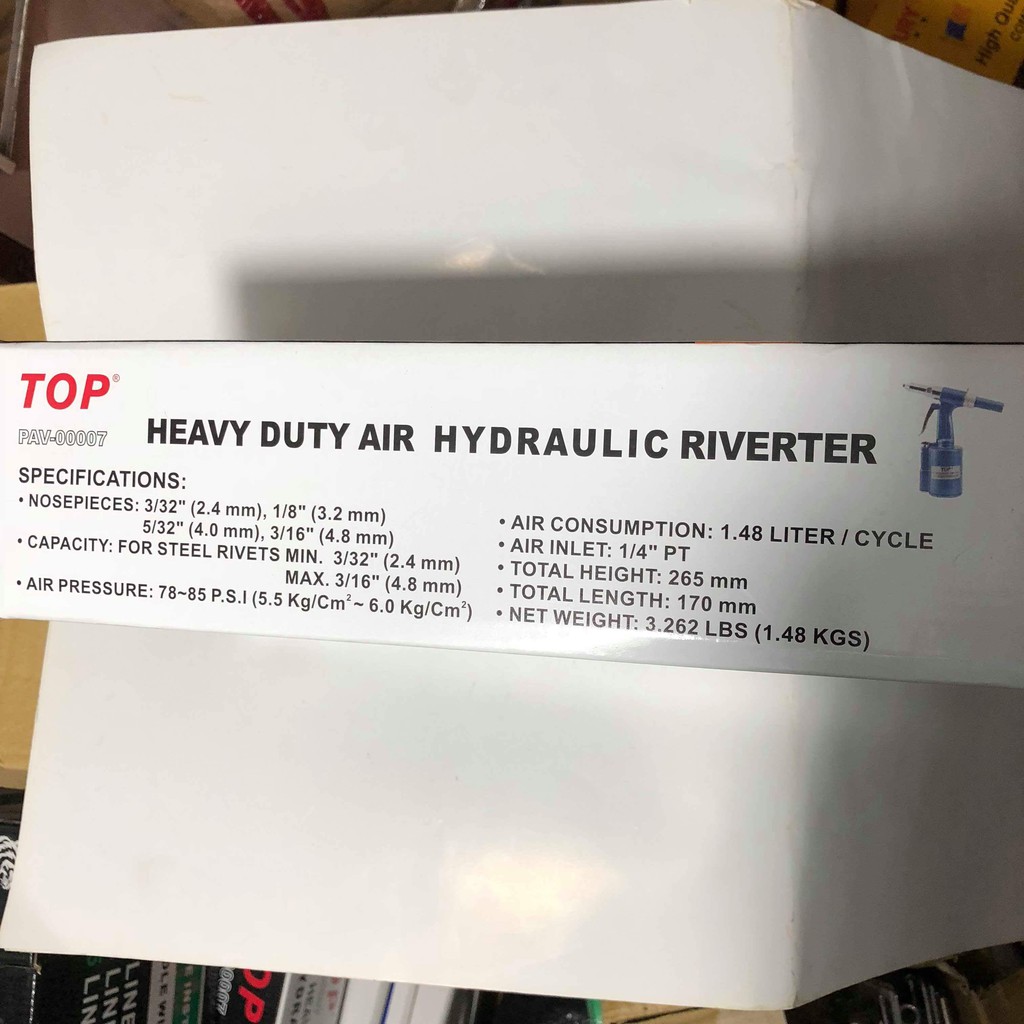 High Qua
TOP®
PAV-00007
HEAVY DUTY AIR HYDRAULIC RIVERTER
SPECIFICATIONS:
• NOSEPIECES: 3/32" (2.4 mm), 1/8" (3.2 mm)
5/32" (4.0 mm), 3/16" (4.8 mm)
• CAPACITY: FOR STEEL RIVETS MIN. 3/32" (2.4 mm)
MAX. 3/16" (4.8 mm)
• AIR PRESSURE: 78~85 P.S.I (5.5 Kg/Cm²~ 6.0 Kg/Cm²)
• AIR CONSUMPTION: 1.48 LITER / CYCLE
• AIR INLET: 1/4" PT
• TOTAL HEIGHT: 265 mm
• TOTAL LENGTH: 170 mm
• NET WEIGHT: 3.262 LBS (1.48 KGS)
TOP